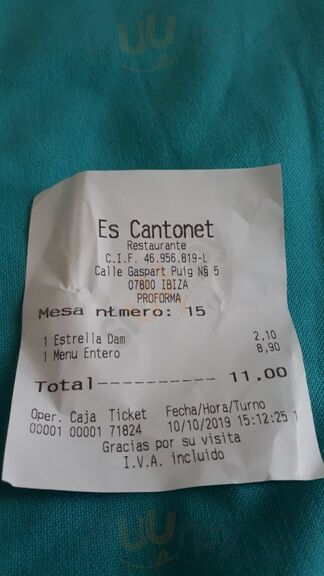 Es Cantonet
Restaurante
C.I.F. 46.956.819-L
Calle Gaspart Puig N§ 5
07800 IBIZA
PROFORMA
Mesa nłmero: 15
1 Estrella Dam 2,10
1 Menu Entero 8,90
Total---------- 11,00
Oper. Caja Ticket Fecha/Hora/Turno
00001 00001 71824 10/10/2019 15:12:25 1
Gracias por su visita
I.V.A. incluido